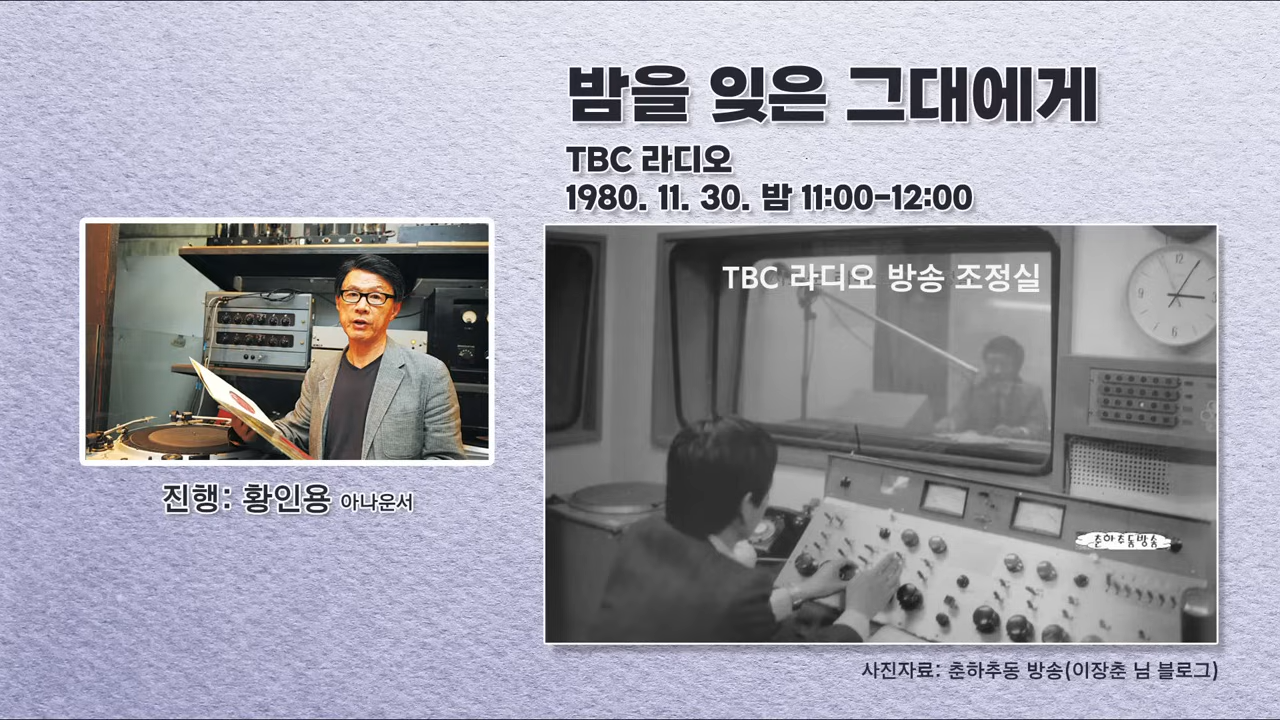 밤을 잊은 그대에게
TBC 라디오
1980. 11. 30. 밤 11:00-12:00
TBC 라디오 방송 조정실
진행: 황인용 아나운서
춘하추동방송
사진자료: 춘하추동 방송(이장춘 님 블로그)